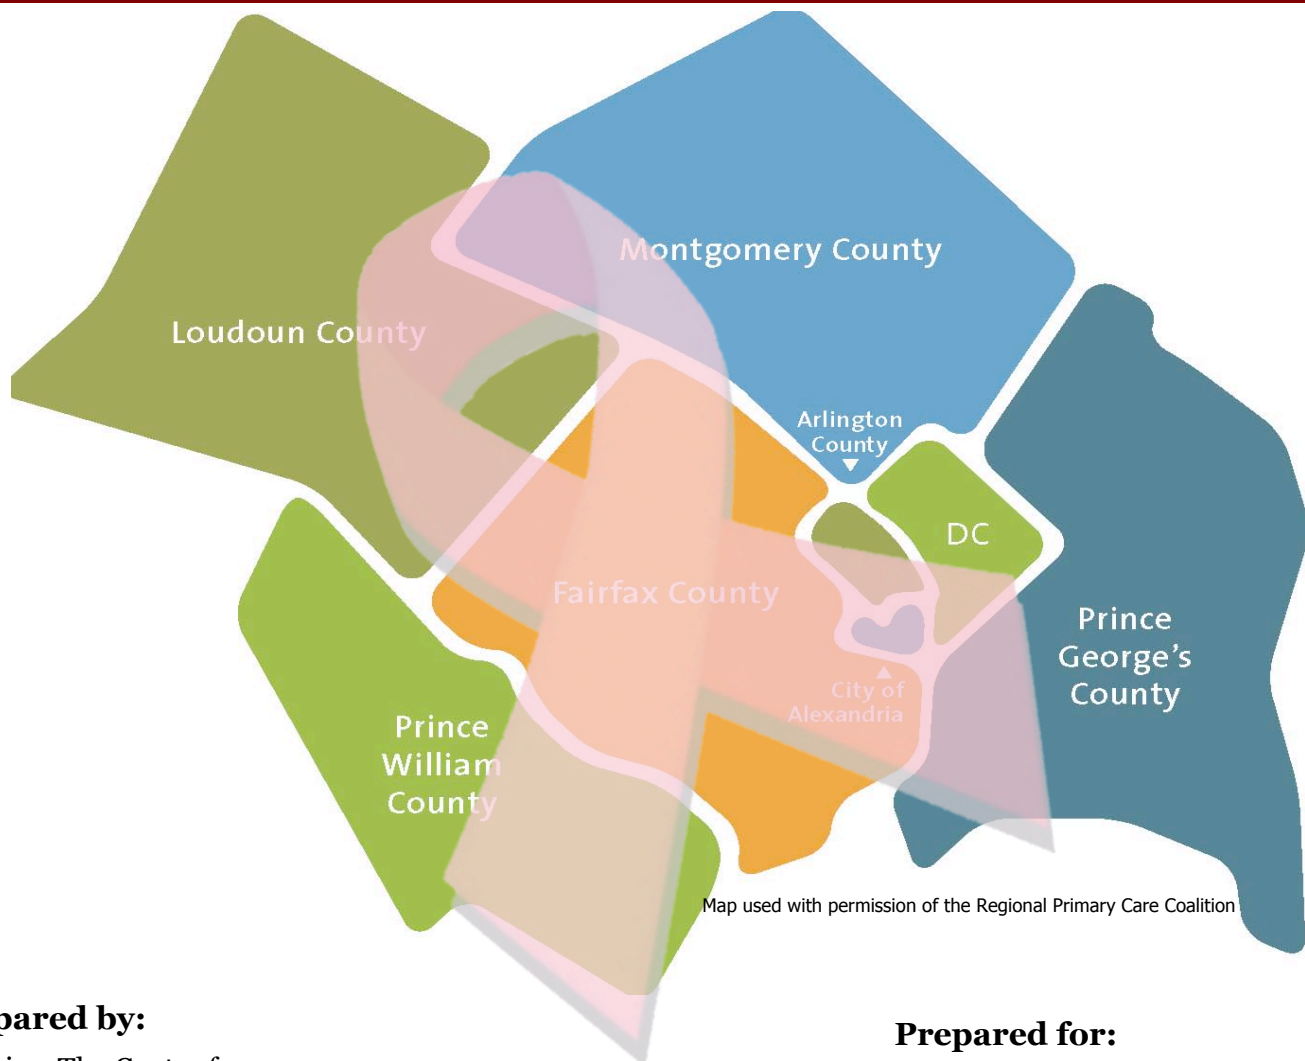 Montgomery County
Loudoun County
Arlington
County
DC
Fairfax County
Prince
George's
County
City of
Alexandria
Prince
William
County
Map used with permission of the Regional Primary Care Coalition
pared by:
Prepared for: